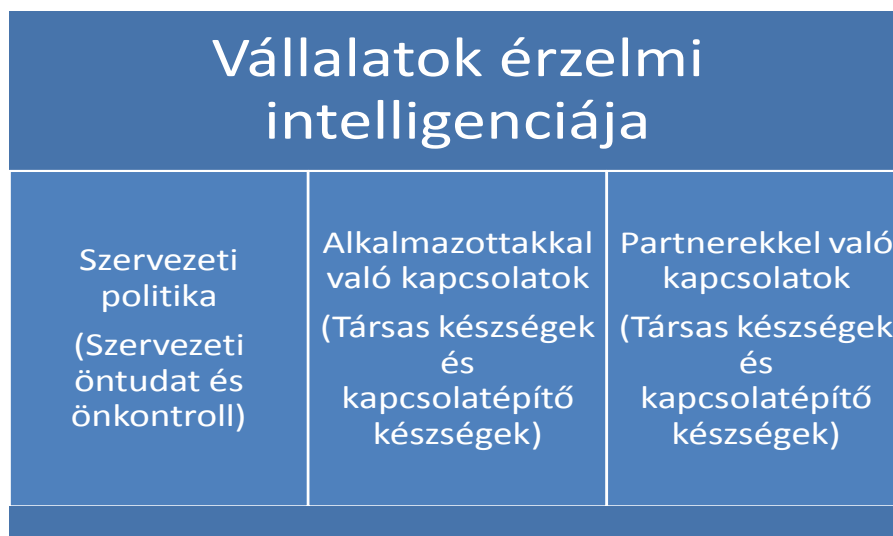 Vállalatok érzelmi
intelligenciája
Szervezeti
politika
(Szervezeti
öntudat és
önkontroll)
Alkalmazottakkal
való kapcsolatok
(Társas készségek
és
kapcsolatépítő
készségek)
Partnerekkel való
kapcsolatok
(Társas készségek
és
kapcsolatépítő
készségek)